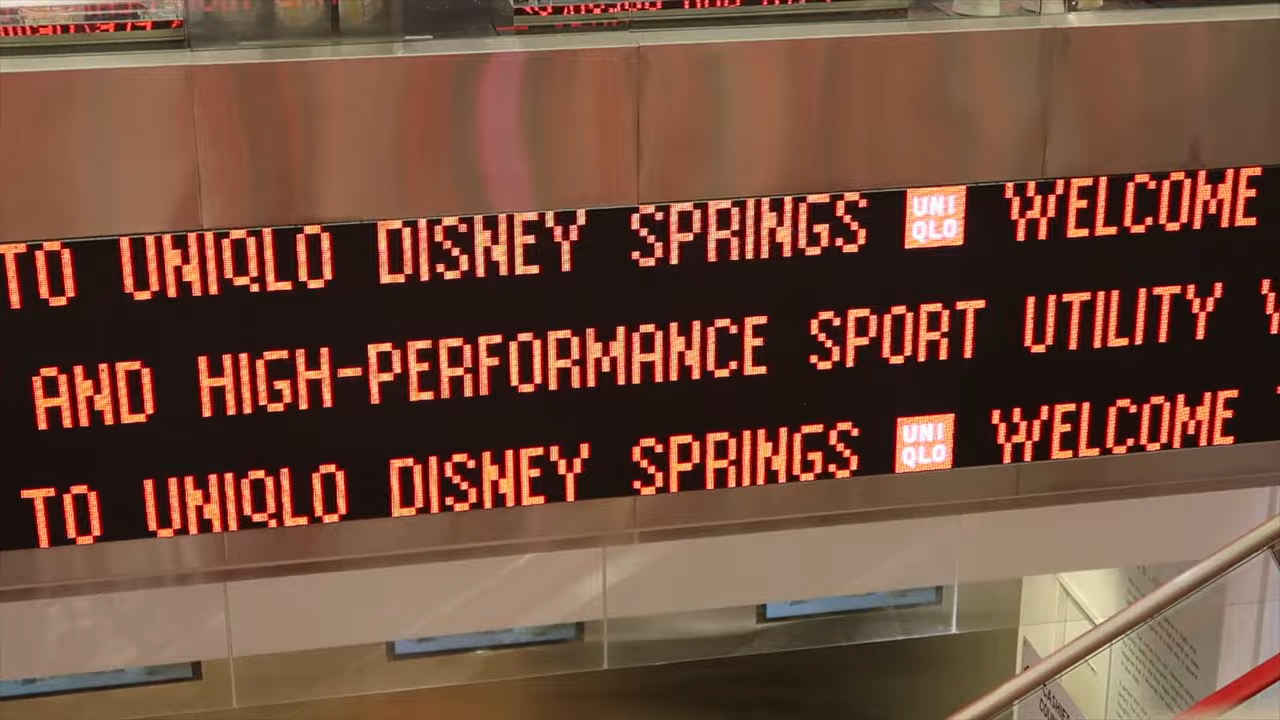 TO UNIQLO DISNEY SPRINGS UNI QLO WELCOME
AND HIGH-PERFORMANCE SPORT UTILITY
TO UNIQLO DISNEY SPRINGS UNI QLO WELCOME